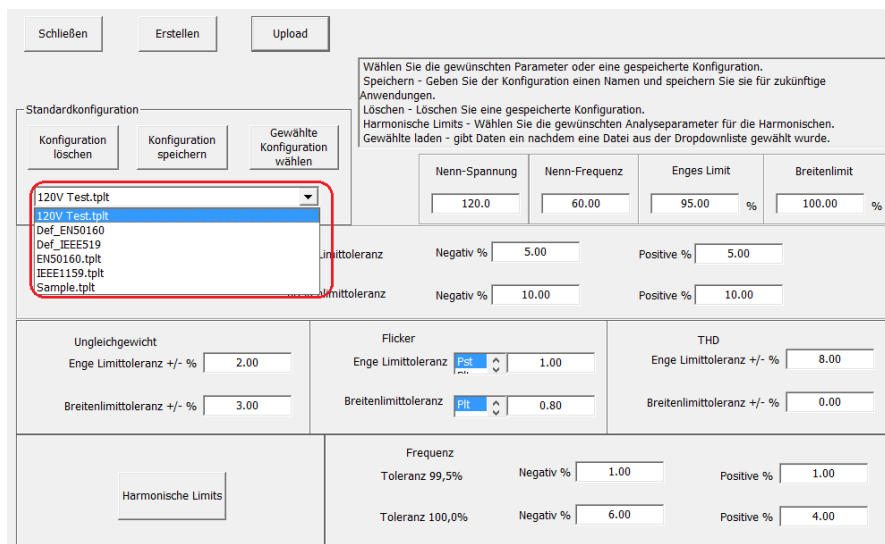 Schließen Erstellen Upload
Wählen Sie die gewünschten Parameter oder eine gespeicherte Konfiguration.
Speichern - Geben Sie der Konfiguration einen Namen und speichern Sie sie für zukünftige
Anwendungen.
Löschen - Löschen Sie eine gespeicherte Konfiguration.
Harmonische Limits - Wählen Sie die gewünschten Analyseparameter für die Harmonischen.
Gewählte laden - gibt Daten ein nachdem eine Datei aus der Dropdownliste gewählt wurde.
Standardkonfiguration
Konfiguration
löschen
Konfiguration
speichern
Gewählte
Konfiguration
wählen
120V Test.tplt
120V Test.tplt
Def_EN50160
Def_IEEE519
EN50160.tplt
IEEE1159.tplt
Sample.tplt
Nenn-Spannung Nenn-Frequenz Enges Limit Breitenlimit
120.0 60.00 95.00 % 100.00 %
Limittoleranz Negativ % 5.00 Positive % 5.00
limittoleranz Negativ % 10.00 Positive % 10.00
Ungleichgewicht
Enge Limittoleranz +/- % 2.00
Breitenlimittoleranz +/- % 3.00
Flicker
Enge Limittoleranz Pst 1.00
Breitenlimittoleranz Plt 0.80
THD
Enge Limittoleranz +/- % 8.00
Breitenlimittoleranz +/- % 0.00
Harmonische Limits
Frequenz
Toleranz 99,5% Negativ % 1.00 Positive % 1.00
Toleranz 100,0% Negativ % 6.00 Positive % 4.00